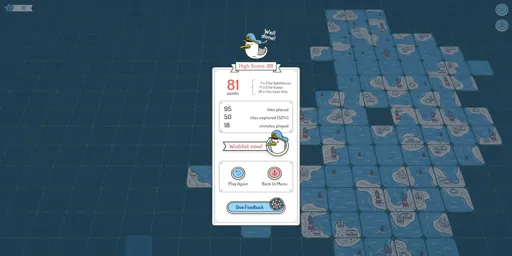 Well done!
High Score: 88
81
points
95 tiles placed
50 tiles explored (52%)
18 minutes played
Wishlist now!
Play Again
Back to Menu
Give Feedback